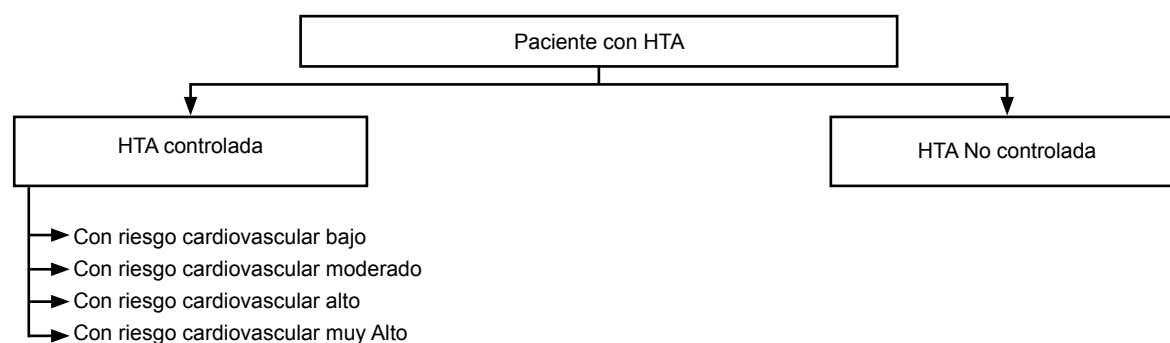 Paciente con HTA
HTA controlada
HTA No controlada
Con riesgo cardiovascular bajo
Con riesgo cardiovascular moderado
Con riesgo cardiovascular alto
Con riesgo cardiovascular muy Alto